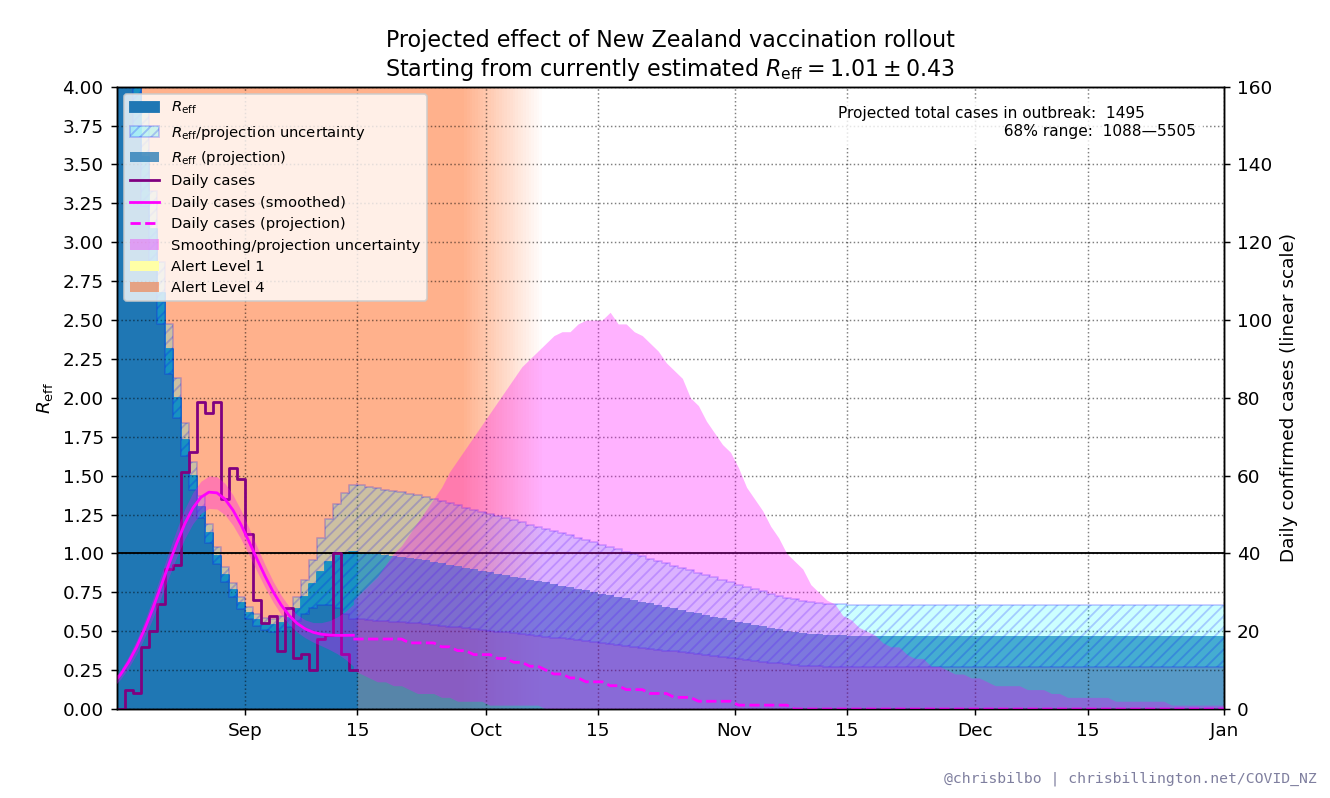 Projected effect of New Zealand vaccination rollout
Starting from currently estimated R_eff = 1.01 ± 0.43
Projected total cases in outbreak: 1495
68% range: 1088—5505
R_eff
R_eff/projection uncertainty
R_eff (projection)
Daily cases
Daily cases (smoothed)
Daily cases (projection)
Smoothing/projection uncertainty
Alert Level 1
Alert Level 4
R_eff
4.00
3.75
3.50
3.25
3.00
2.75
2.50
2.25
2.00
1.75
1.50
1.25
1.00
0.75
0.50
0.25
0.00
160
140
120
100
80
60
40
20
0
Daily confirmed cases (linear scale)
Sep 15 Oct 15 Nov 15 Dec 15 Jan
@chrisbilbo | chrisbillington.net/COVID_NZ